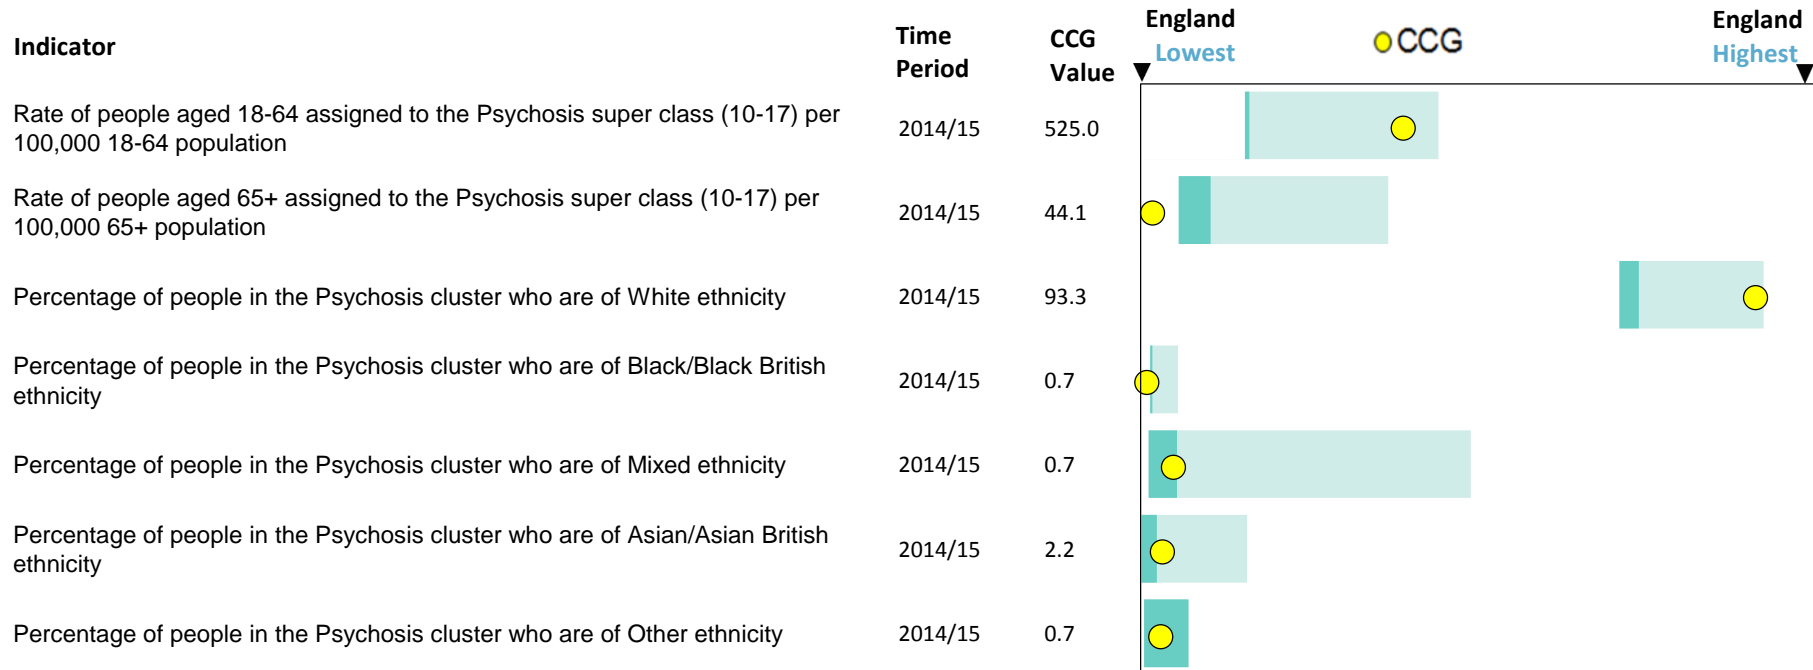 Indicator
Time Period
CCG Value
England Lowest
CCG
England Highest
Rate of people aged 18-64 assigned to the Psychosis super class (10-17) per
100,000 18-64 population
2014/15
525.0
Rate of people aged 65+ assigned to the Psychosis super class (10-17) per
100,000 65+ population
2014/15
44.1
Percentage of people in the Psychosis cluster who are of White ethnicity
2014/15
93.3
Percentage of people in the Psychosis cluster who are of Black/Black British
ethnicity
2014/15
0.7
Percentage of people in the Psychosis cluster who are of Mixed ethnicity
2014/15
0.7
Percentage of people in the Psychosis cluster who are of Asian/Asian British
ethnicity
2014/15
2.2
Percentage of people in the Psychosis cluster who are of Other ethnicity
2014/15
0.7